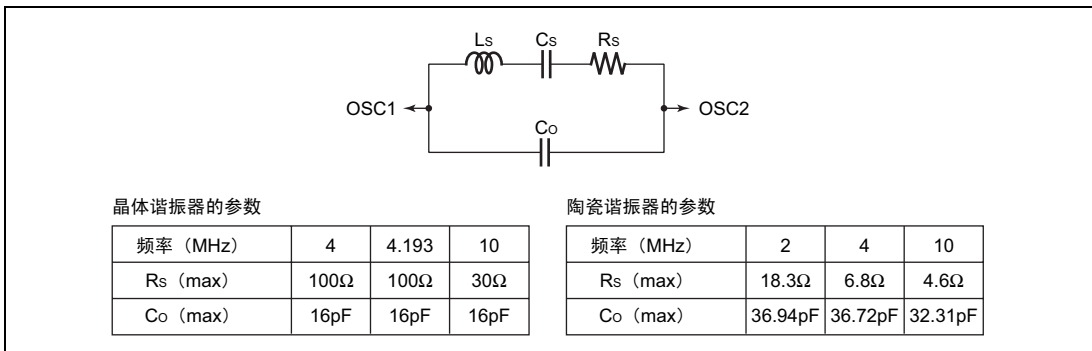 Ls Cs Rs
OSC1 OSC2
Co
晶体谐振器的参数
频率（MHz） 4 4.193 10
Rs（max） 100Ω 100Ω 30Ω
Co（max） 16pF 16pF 16pF
陶瓷谐振器的参数
频率（MHz） 2 4 10
Rs（max） 18.3Ω 6.8Ω 4.6Ω
Co（max） 36.94pF 36.72pF 32.31pF